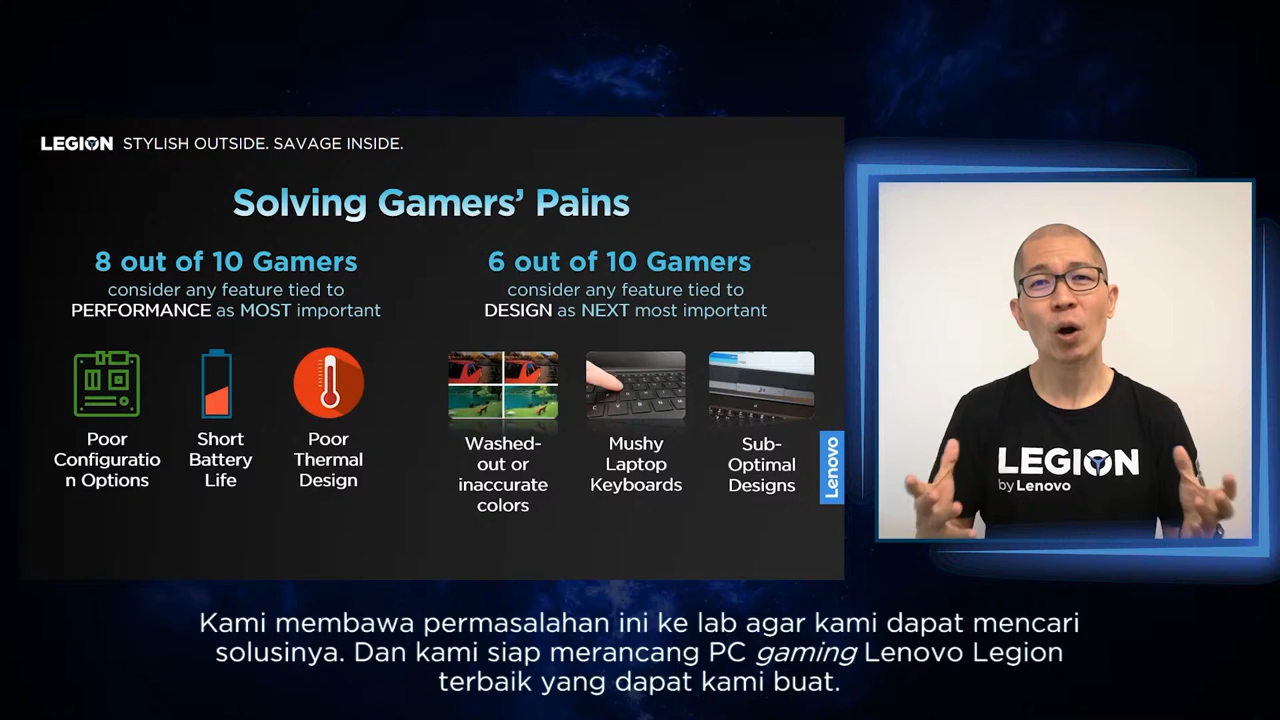 LEGION STYLISH OUTSIDE. SAVAGE INSIDE.
Solving Gamers’ Pains
8 out of 10 Gamers
consider any feature tied to
PERFORMANCE as MOST important
Poor
Configuratio
n Options
Short
Battery
Life
Poor
Thermal
Design
6 out of 10 Gamers
consider any feature tied to
DESIGN as NEXT most important
Washed-
out or
inaccurate
colors
Mushy
Laptop
Keyboards
Sub-
Optimal
Designs
Lenovo
LEGION
by Lenovo
Kami membawa permasalahan ini ke lab agar kami dapat mencari
solusinya. Dan kami siap merancang PC gaming Lenovo Legion
terbaik yang dapat kami buat.